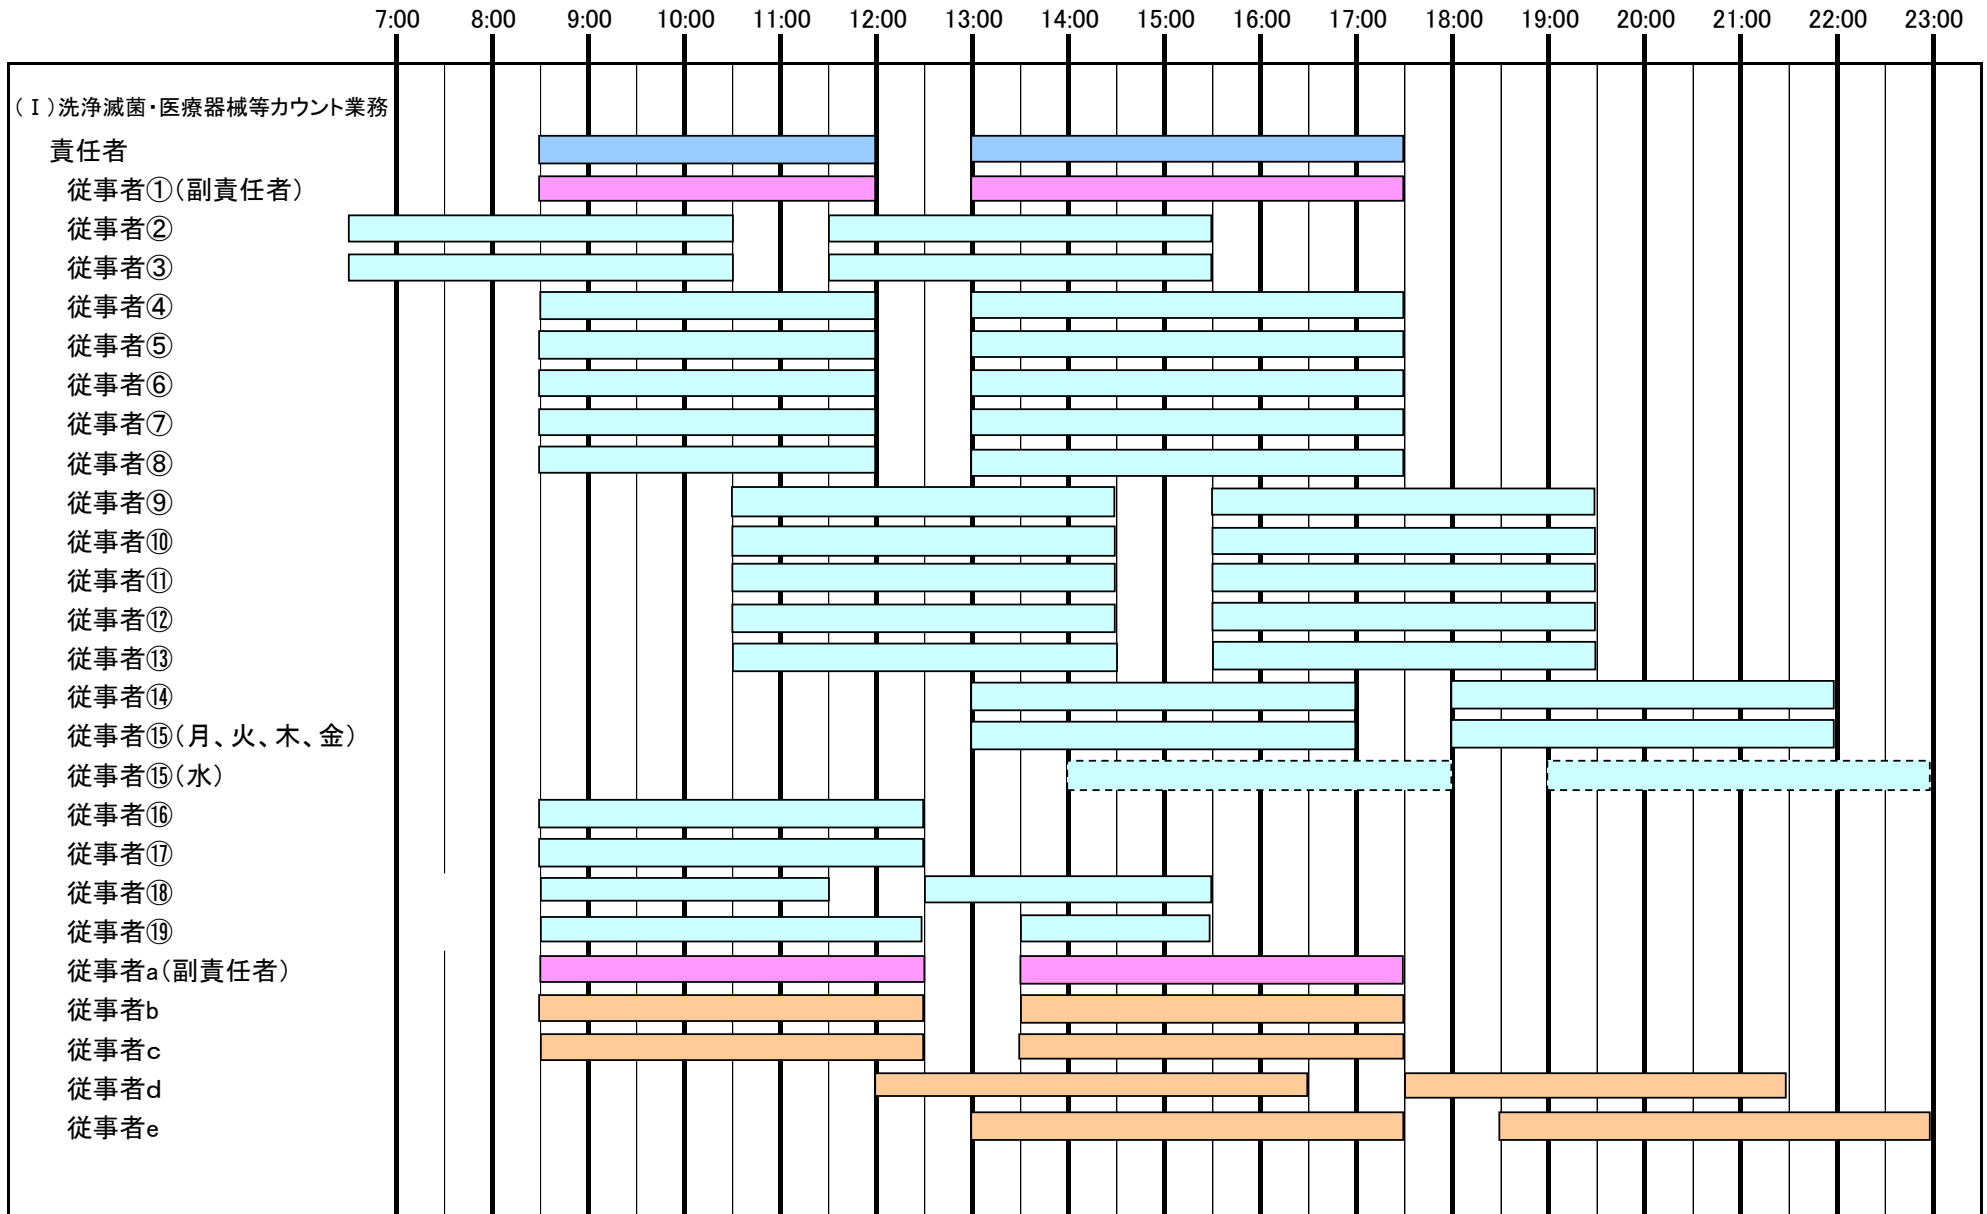 7:00 8:00 9:00 10:00 11:00 12:00 13:00 14:00 15:00 16:00 17:00 18:00 19:00 20:00 21:00 22:00 23:00
(Ⅰ)洗浄滅菌・医療器械等カウント業務
責任者
従事者①(副責任者)
従事者②
従事者③
従事者④
従事者⑤
従事者⑥
従事者⑦
従事者⑧
従事者⑨
従事者⑩
従事者⑪
従事者⑫
従事者⑬
従事者⑭
従事者⑮(月、火、木、金)
従事者⑮(水)
従事者⑯
従事者⑰
従事者⑱
従事者⑲
従事者a(副責任者)
従事者b
従事者c
従事者d
従事者e